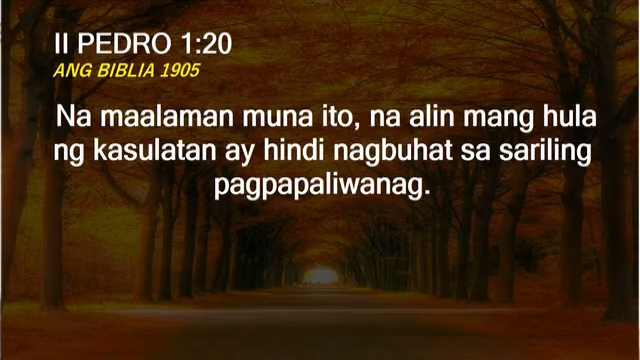 II PEDRO 1:20
ANG BIBLIA 1905
Na maalaman muna ito, na alin mang hula
ng kasulatan ay hindi nagbuhat sa sariling
pagpapaliwanag.